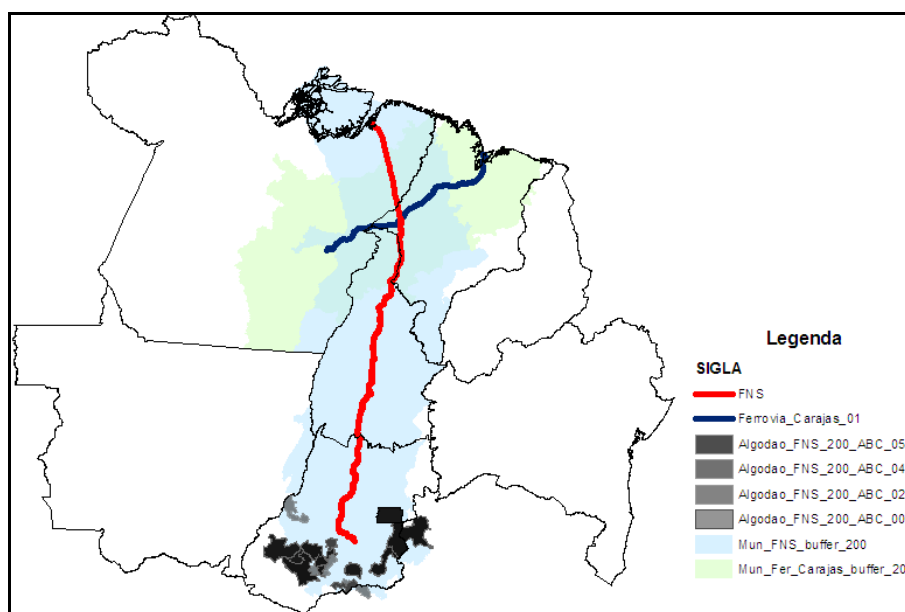 Legenda
SIGLA
FNS
Ferrovia_Carajas_01
Algodao_FNS_200_ABC_05
Algodao_FNS_200_ABC_04
Algodao_FNS_200_ABC_02
Algodao_FNS_200_ABC_00
Mun_FNS_buffer_200
Mun_Fer_Carajas_buffer_20